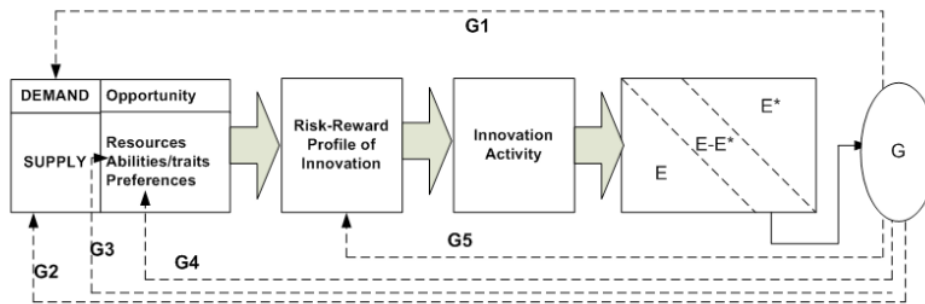 G1
DEMAND
Opportunity
SUPPLY
Resources
Abilities/traits
Preferences
Risk-Reward
Profile of
Innovation
Innovation
Activity
E
E-E*
E*
G
G2
G3
G4
G5